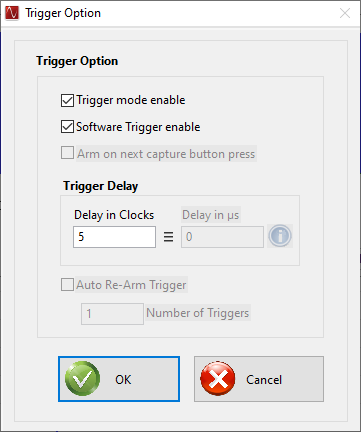 Trigger Option
Trigger Option
Trigger mode enable
Software Trigger enable
Arm on next capture button press
Trigger Delay
Delay in Clocks Delay in µs
5 0
Auto Re-Arm Trigger
1 Number of Triggers
OK Cancel